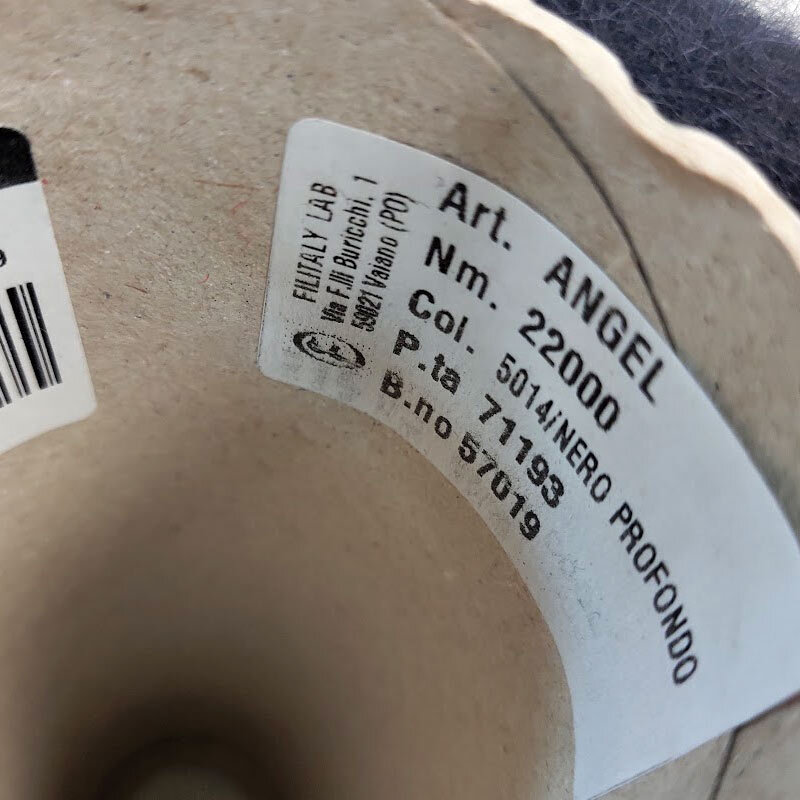 FILITALY LAB
Via F.lli Buricchi, 1
59021 Vaiano (PO)
Art. ANGEL
Nm. 22000
Col. 5014/NERO PROFONDO
P.ta 71193
B.no 57019
9